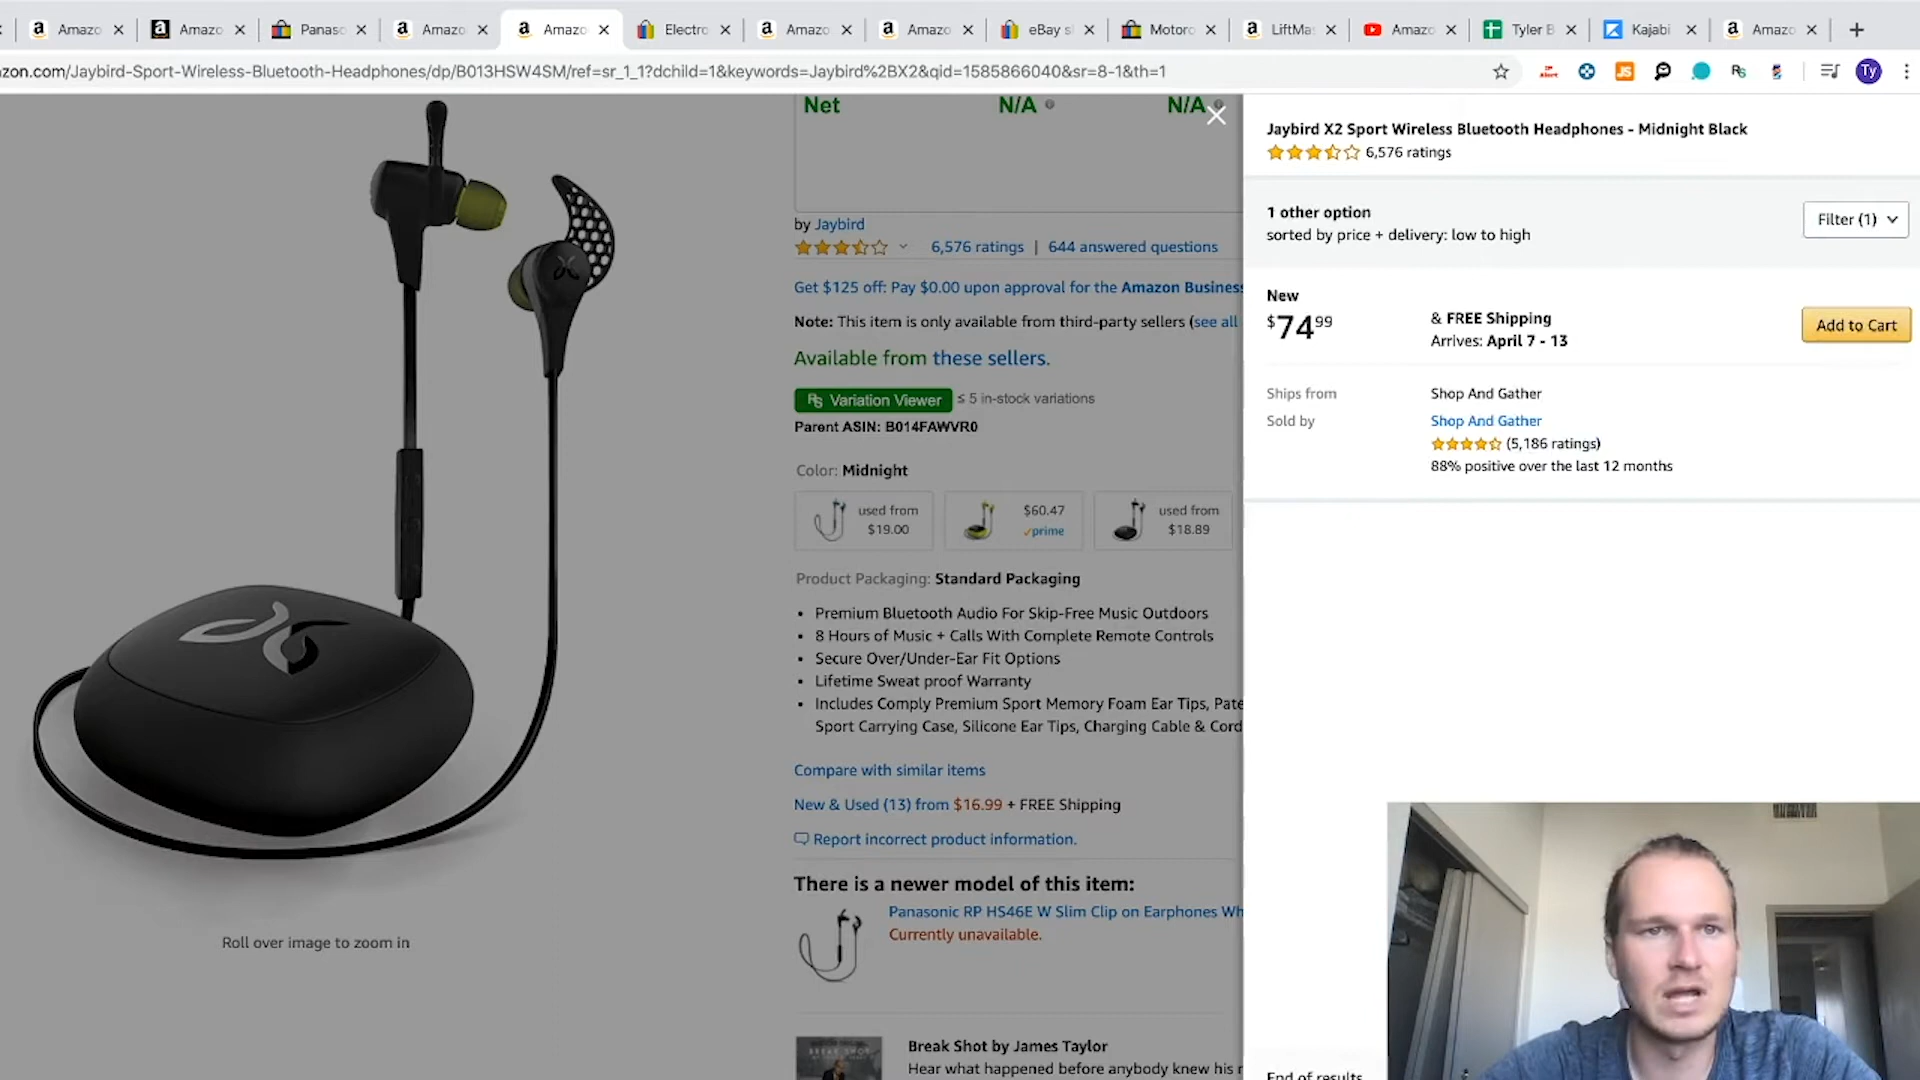 Amazo
Amazo
Panaso
Amazo
Amazo
Electro
Amazo
Amazo
eBay s
Motoro
LiftMa
Amazo
Tyler B
Kajabi
Amazo
zon.com/Jaybird-Sport-Wireless-Bluetooth-Headphones/dp/B013HSW4SM/ref=sr_1_1?dchild=1&keywords=Jaybird%2BX2&qid=1585866040&sr=8-1&th=1
Ty
Net N/A N/A
by Jaybird
6,576 ratings | 644 answered questions
Get $125 off: Pay $0.00 upon approval for the Amazon Business
Note: This item is only available from third-party sellers (see all
Available from these sellers.
RS Variation Viewer ≤ 5 in-stock variations
Parent ASIN: B014FAWVR0
Color: Midnight
used from
$19.00
$60.47
prime
used from
$18.89
Product Packaging: Standard Packaging
• Premium Bluetooth Audio For Skip-Free Music Outdoors
• 8 Hours of Music + Calls With Complete Remote Controls
• Secure Over/Under-Ear Fit Options
• Lifetime Sweat proof Warranty
• Includes Comply Premium Sport Memory Foam Ear Tips, Pate
Sport Carrying Case, Silicone Ear Tips, Charging Cable & Cord
Compare with similar items
New & Used (13) from $16.99 + FREE Shipping
Report incorrect product information.
There is a newer model of this item:
Panasonic RP HS46E W Slim Clip on Earphones Wh
Currently unavailable.
Break Shot by James Taylor
Hear what happened before anybody knew his r
Roll over image to zoom in
Jaybird X2 Sport Wireless Bluetooth Headphones - Midnight Black
6,576 ratings
1 other option
sorted by price + delivery: low to high
Filter (1)
New
$74.99
& FREE Shipping
Arrives: April 7 - 13
Add to Cart
Ships from Shop And Gather
Sold by Shop And Gather
(5,186 ratings)
88% positive over the last 12 months
End of results